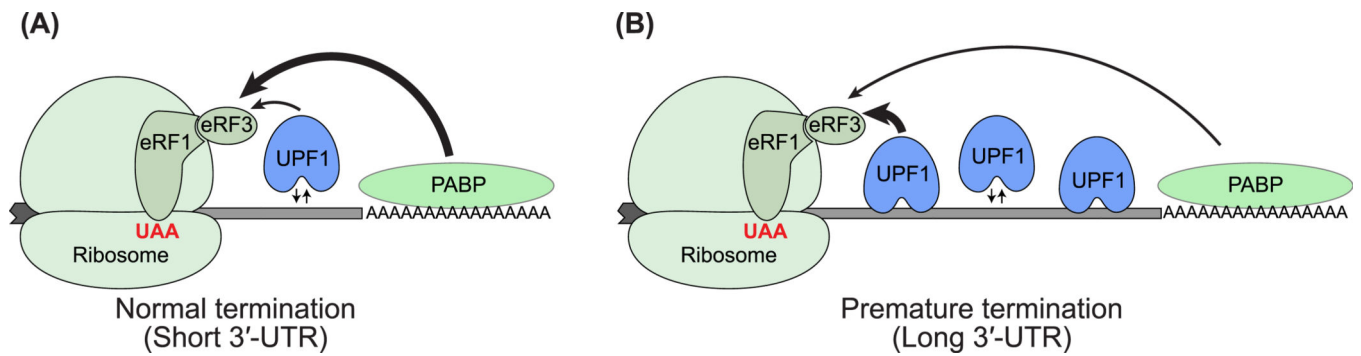 (A)
eRF3
eRF1
UPF1
PABP
AAAAAAAAAAAAAAAA
UAA
Ribosome
Normal termination
(Short 3′-UTR)
(B)
eRF3
eRF1
UPF1
UPF1
UPF1
PABP
AAAAAAAAAAAAAAAA
UAA
Ribosome
Premature termination
(Long 3′-UTR)